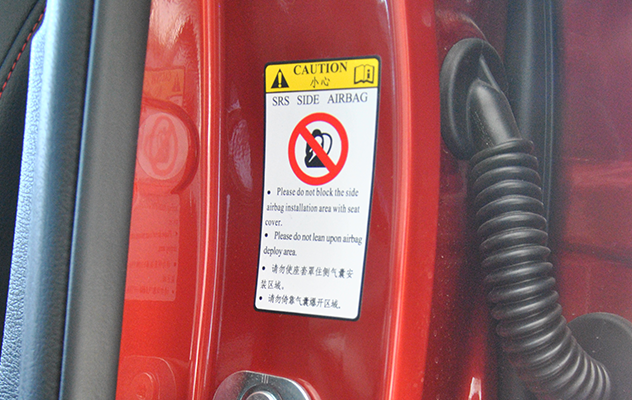 CAUTION
小心
SRS SIDE AIRBAG
• Please do not block the side
airbag installation area with seat
cover.
• Please do not lean upon airbag
deploy area.
• 请勿使座套罩住侧气囊安
装区域。
• 请勿倚靠气囊爆开区域。